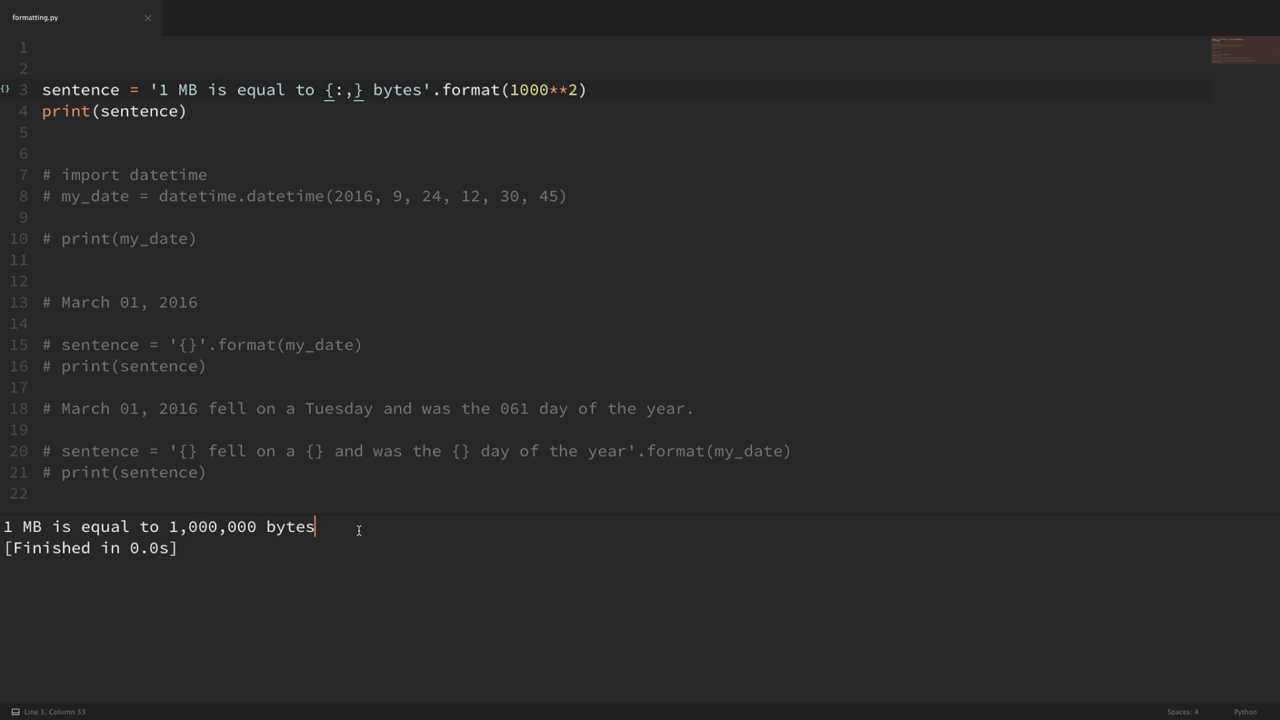 formatting.py
1
2
{} 3 sentence = '1 MB is equal to {:,} bytes'.format(1000**2)
4 print(sentence)
5
6
7 # import datetime
8 # my_date = datetime.datetime(2016, 9, 24, 12, 30, 45)
9
10 # print(my_date)
11
12
13 # March 01, 2016
14
15 # sentence = '{}'.format(my_date)
16 # print(sentence)
17
18 # March 01, 2016 fell on a Tuesday and was the 061 day of the year.
19
20 # sentence = '{} fell on a {} and was the {} day of the year'.format(my_date)
21 # print(sentence)
22
1 MB is equal to 1,000,000 bytes
[Finished in 0.0s]
Line 3, Column 33 Spaces: 4 Python